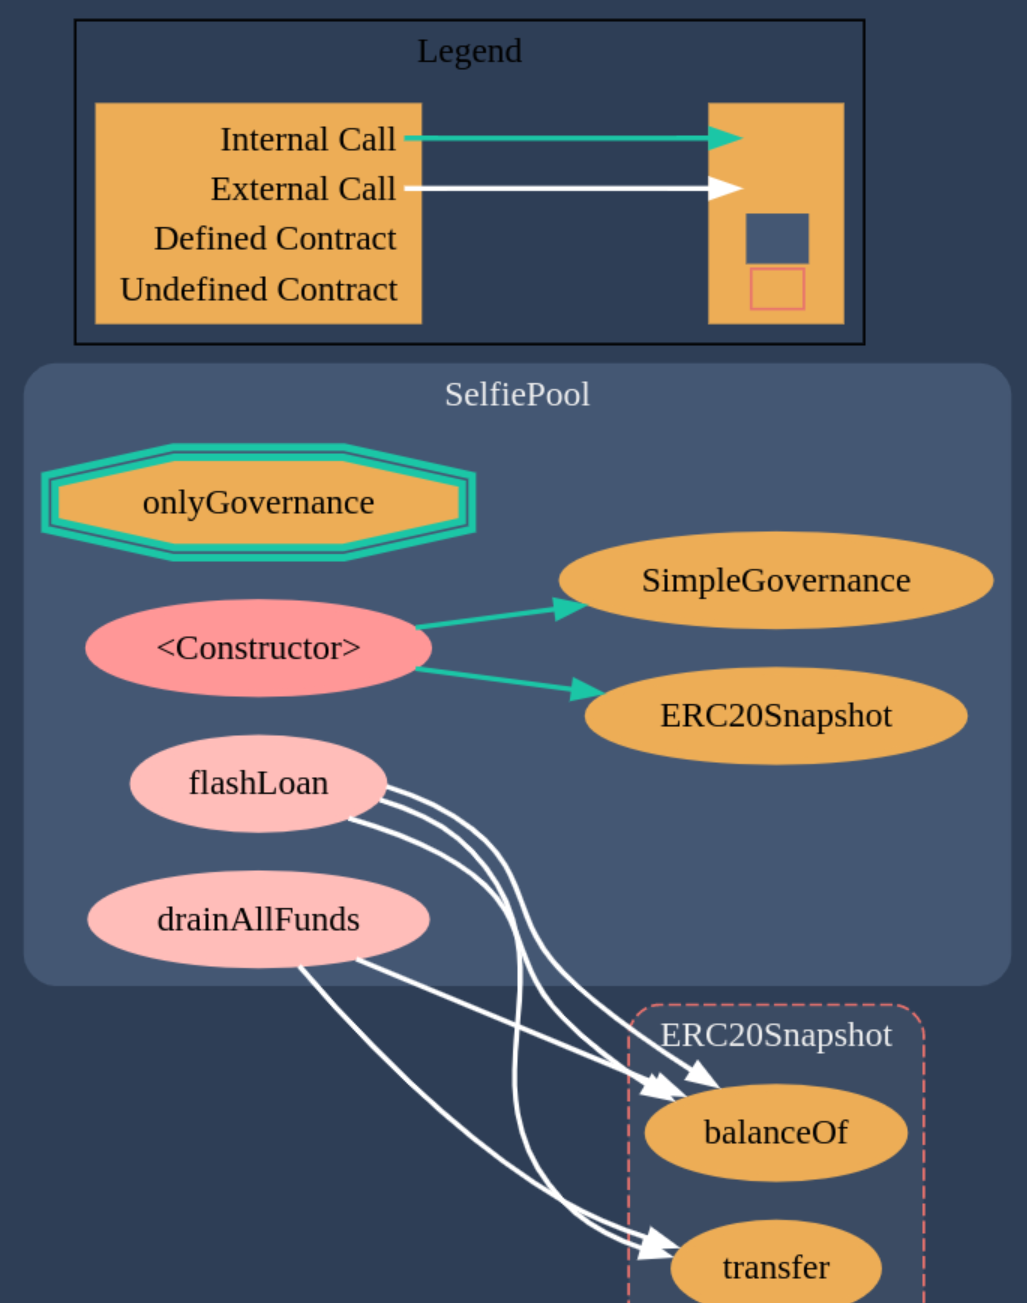 Legend
Internal Call
External Call
Defined Contract
Undefined Contract
SelfiePool
onlyGovernance
SimpleGovernance
<Constructor>
ERC20Snapshot
flashLoan
drainAllFunds
ERC20Snapshot
balanceOf
transfer